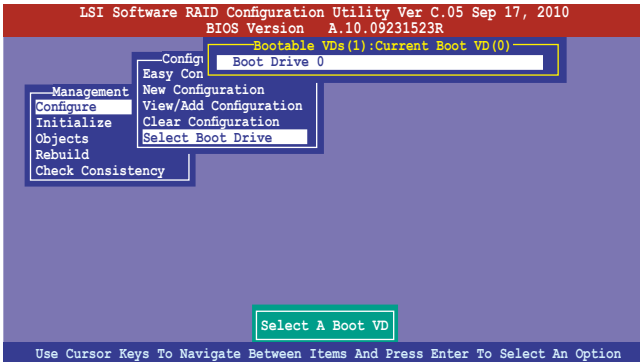 LSI Software RAID Configuration Utility Ver C.05 Sep 17, 2010
BIOS Version A.10.09231523R
Bootable VDs(1):Current Boot VD(0)
Boot Drive 0
Configu
Easy Con
New Configuration
View/Add Configuration
Clear Configuration
Select Boot Drive
Management
Configure
Initialize
Objects
Rebuild
Check Consistency
Select A Boot VD
Use Cursor Keys To Navigate Between Items And Press Enter To Select An Option